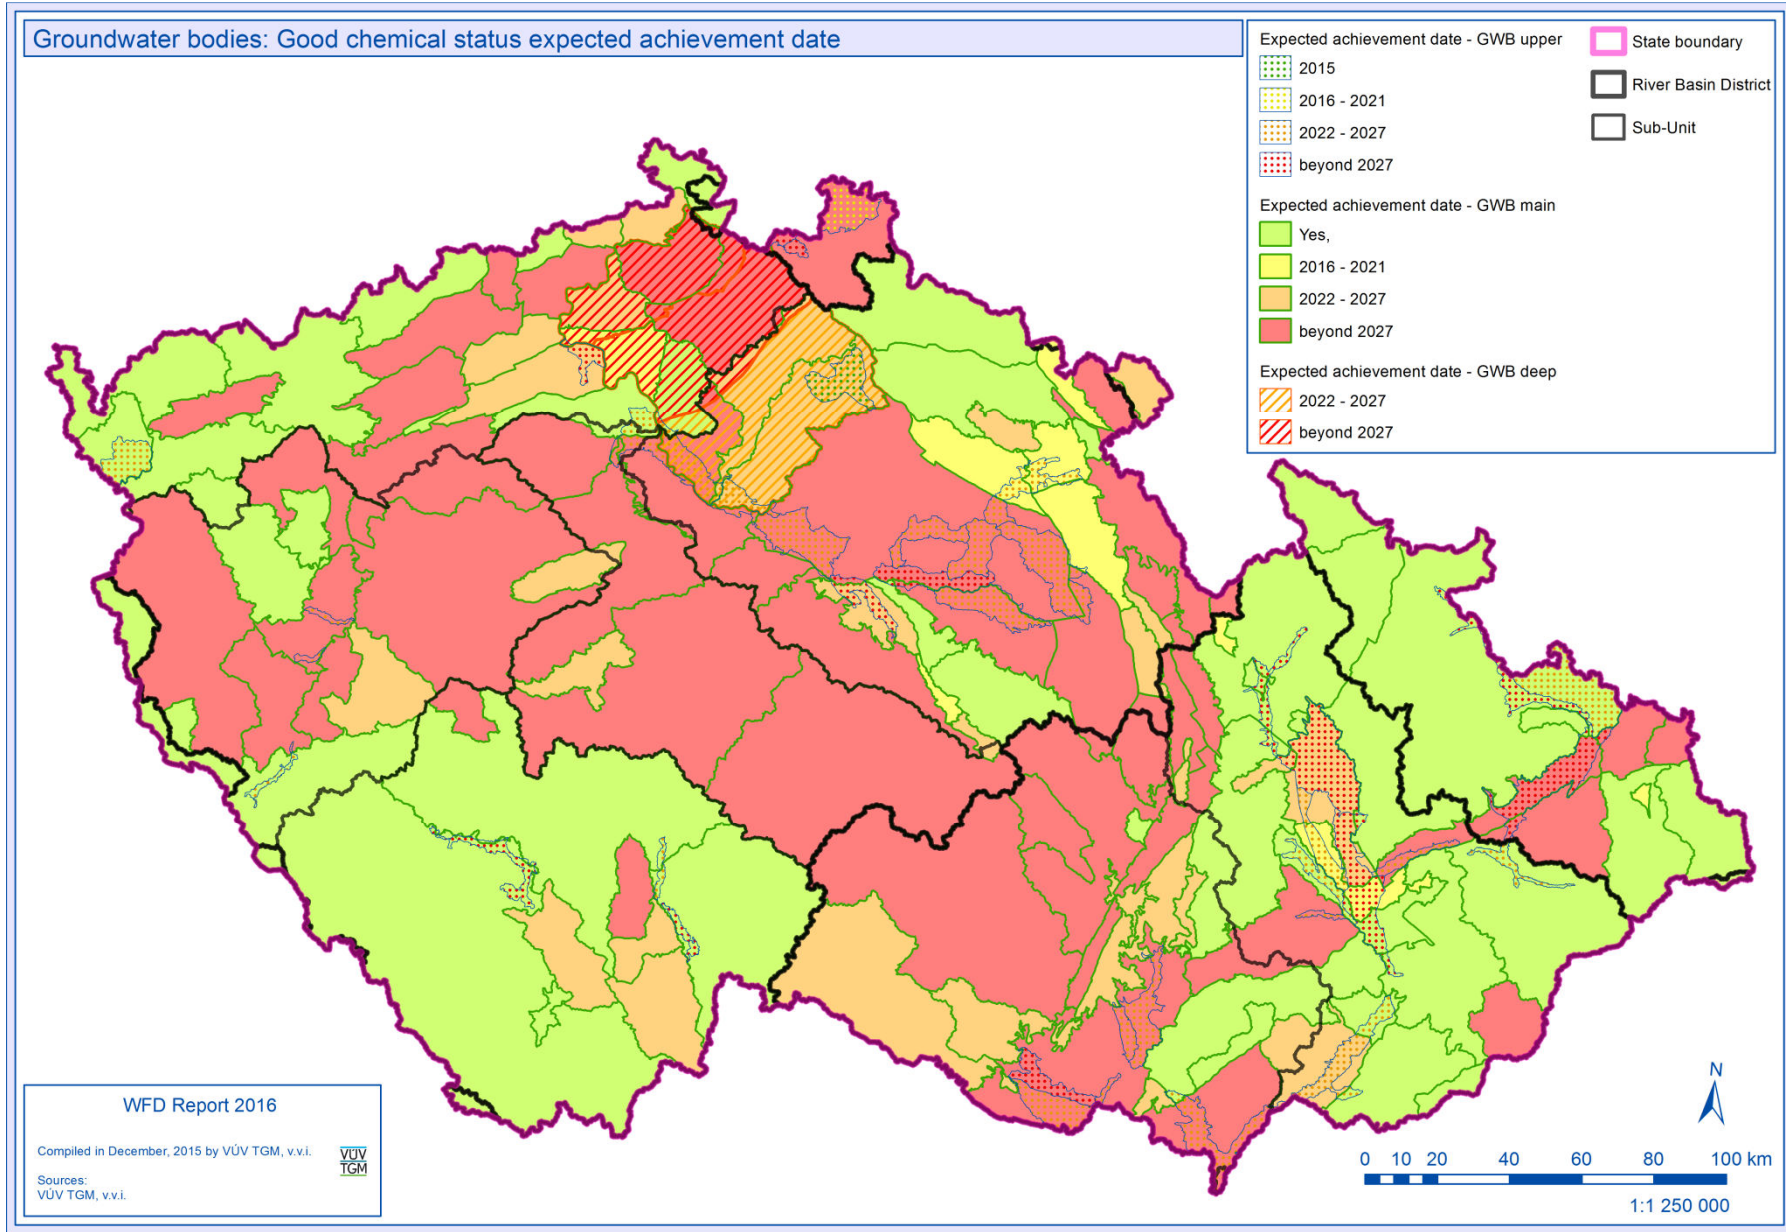 Groundwater bodies: Good chemical status expected achievement date
Expected achievement date - GWB upper
2015
2016 - 2021
2022 - 2027
beyond 2027
Expected achievement date - GWB main
Yes,
2016 - 2021
2022 - 2027
beyond 2027
Expected achievement date - GWB deep
2022 - 2027
beyond 2027
State boundary
River Basin District
Sub-Unit
WFD Report 2016
Compiled in December, 2015 by VÚV TGM, v.v.i.
Sources:
VÚV TGM, v.v.i.
VÚV
TGM
N
0 10 20 40 60 80 100 km
1:1 250 000